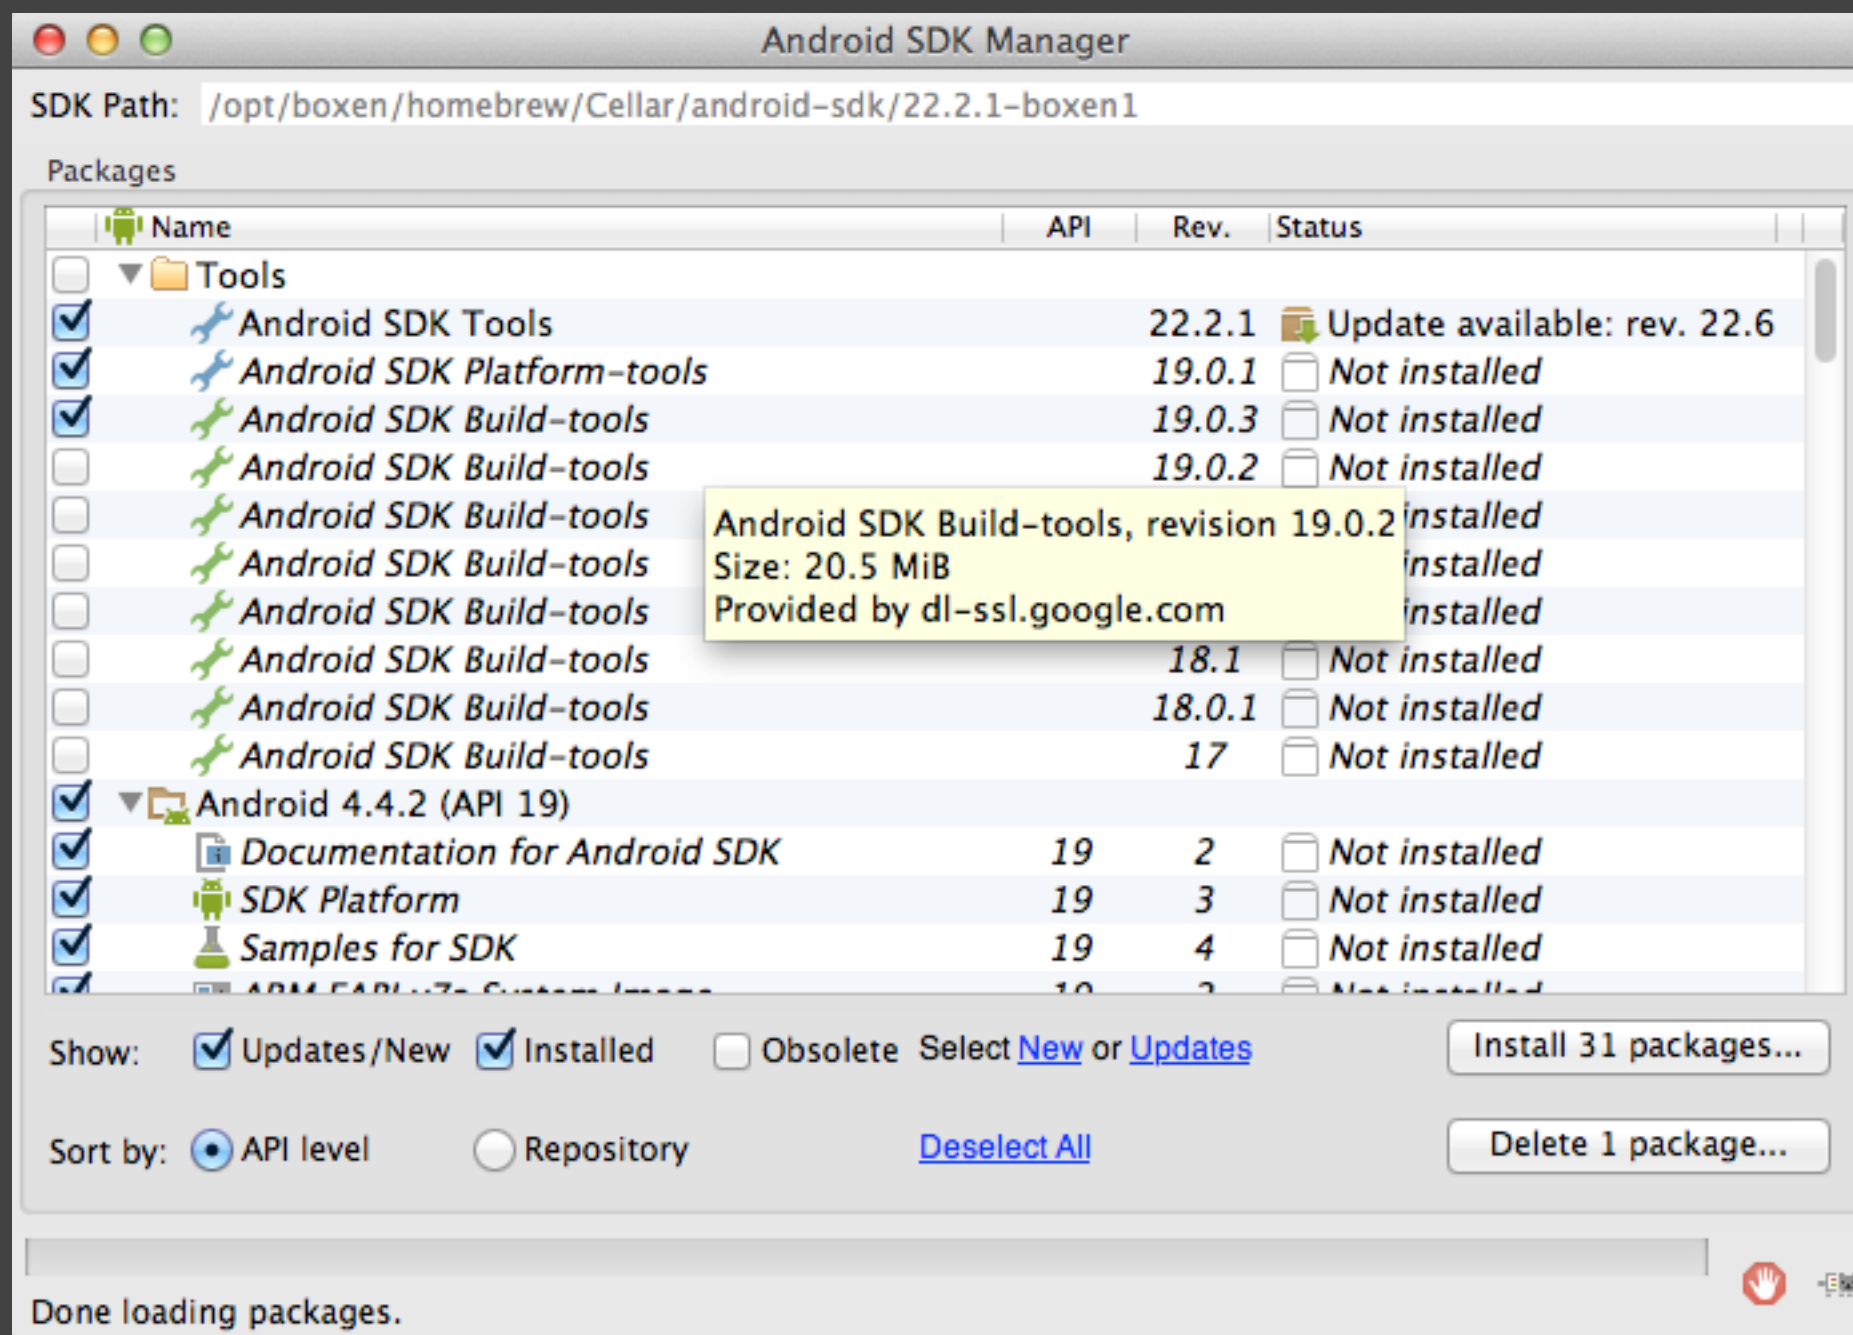 Android SDK Manager
SDK Path: /opt/boxen/homebrew/Cellar/android-sdk/22.2.1-boxen1
Packages
Name API Rev. Status
Tools
Android SDK Tools 22.2.1 Update available: rev. 22.6
Android SDK Platform-tools 19.0.1 Not installed
Android SDK Build-tools 19.0.3 Not installed
Android SDK Build-tools 19.0.2 Not installed
Android SDK Build-tools installed
Android SDK Build-tools installed
Android SDK Build-tools installed
Android SDK Build-tools, revision 19.0.2
Size: 20.5 MiB
Provided by dl-ssl.google.com
Android SDK Build-tools 18.1 Not installed
Android SDK Build-tools 18.0.1 Not installed
Android SDK Build-tools 17 Not installed
Android 4.4.2 (API 19)
Documentation for Android SDK 19 2 Not installed
SDK Platform 19 3 Not installed
Samples for SDK 19 4 Not installed
System Image Not installed
Show: Updates/New Installed Obsolete Select New or Updates Install 31 packages...
Sort by: API level Repository Deselect All Delete 1 package...
Done loading packages.